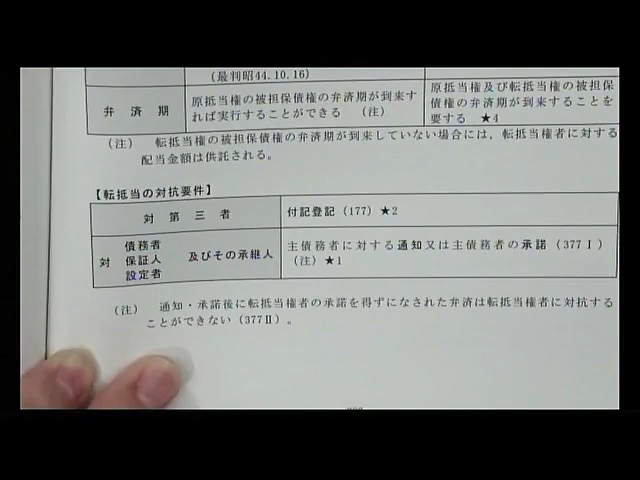 (最判昭44.10.16)
弁済期
原抵当権の被担保債権の弁済期が到来す
れば実行することができる (注)
原抵当権及び転抵当権の被担保
債権の弁済期が到来することを
要する ★4
(注) 転抵当権の被担保債権の弁済期が到来していない場合には，転抵当権者に対する
配当金額は供託される。
【転抵当の対抗要件】
対第三者
付記登記(177)★2
対
債務者
保証人
設定者
及びその承継人
主債務者に対する通知又は主債務者の承諾(377Ⅰ)
(注)★1
(注) 通知・承諾後に転抵当権者の承諾を得ずになされた弁済は転抵当権者に対抗する
ことができない(377Ⅱ)。